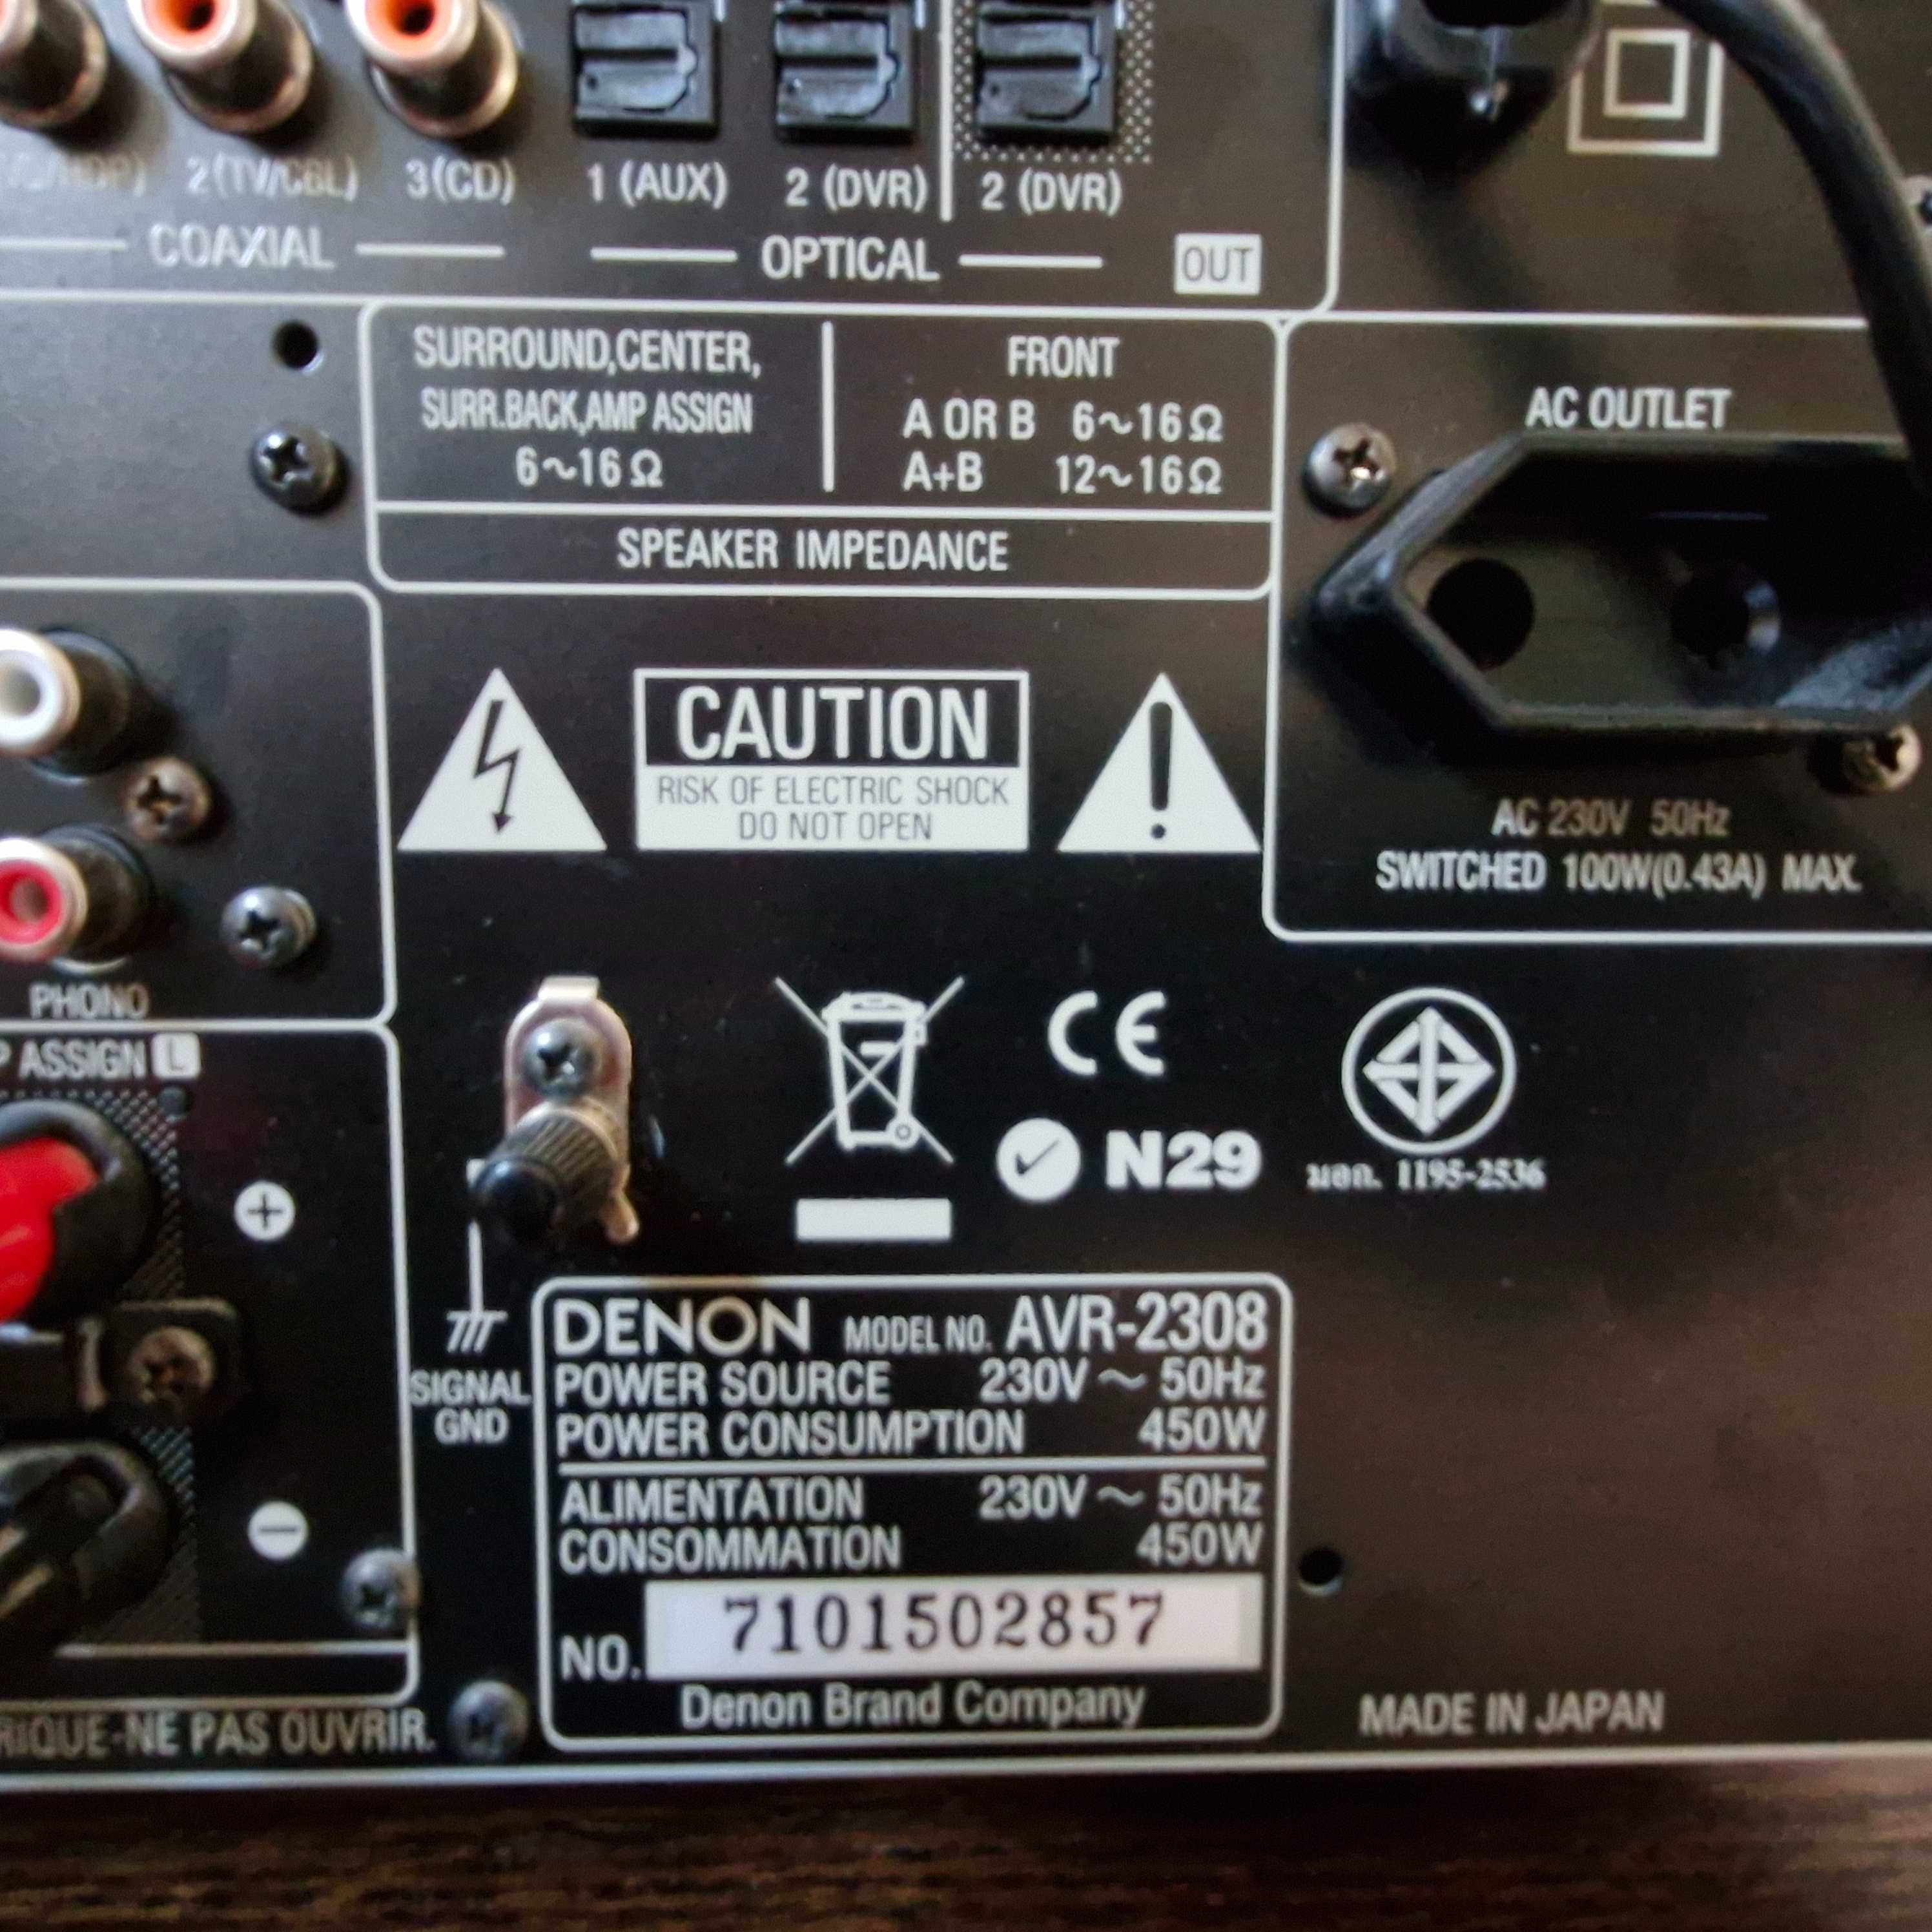 2(TV/CBL)
3(CD)
1 (AUX)
2 (DVR)
2 (DVR)
COAXIAL
OPTICAL
OUT
SURROUND,CENTER,
SURR.BACK,AMP ASSIGN
6~16Ω
FRONT
A OR B 6~16Ω
A+B 12~16Ω
SPEAKER IMPEDANCE
AC OUTLET
AC 230V 50Hz
SWITCHED 100W(0.43A) MAX.
CAUTION
RISK OF ELECTRIC SHOCK
DO NOT OPEN
PHONO
ASSIGN L
CE
N29
มอก. 1195-2536
SIGNAL
GND
DENON MODEL NO. AVR-2308
POWER SOURCE 230V ~ 50Hz
POWER CONSUMPTION 450W
ALIMENTATION 230V ~ 50Hz
CONSOMMATION 450W
NO. 7101502857
Denon Brand Company
NE PAS OUVRIR.
MADE IN JAPAN